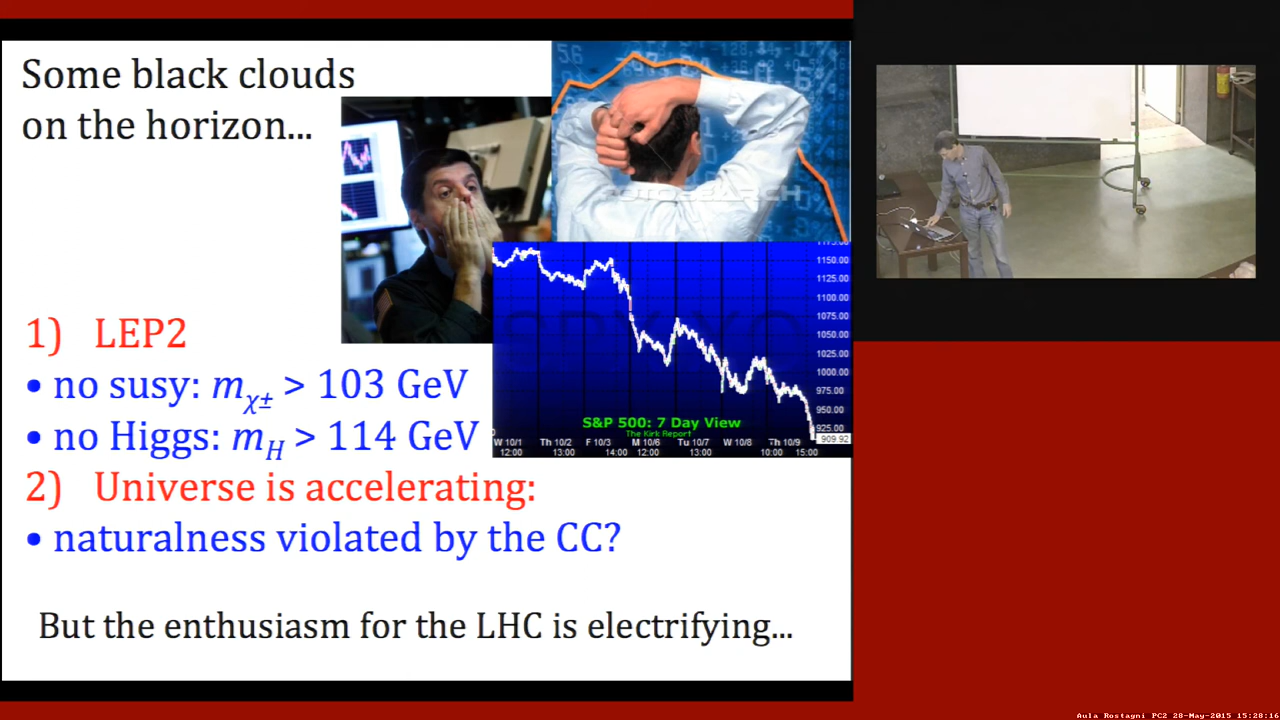 Some black clouds
on the horizon...
FOTOSEARCH
1) LEP2
• no susy: mχ± > 103 GeV
• no Higgs: mH > 114 GeV
2) Universe is accelerating:
• naturalness violated by the CC?
But the enthusiasm for the LHC is electrifying...
1150.00
1125.00
1100.00
1075.00
1050.00
1025.00
1000.00
975.00
950.00
925.00
909.92
S&P 500: 7 Day View
The Kirk Report
W 10/1 Th 10/2 F 10/3 M 10/6 Tu 10/7 W 10/8 Th 10/9
12:00 13:00 14:00 12:00 13:00 10:00 15:00
Aula Rostagni PC2 28-May-2015 15:28:16